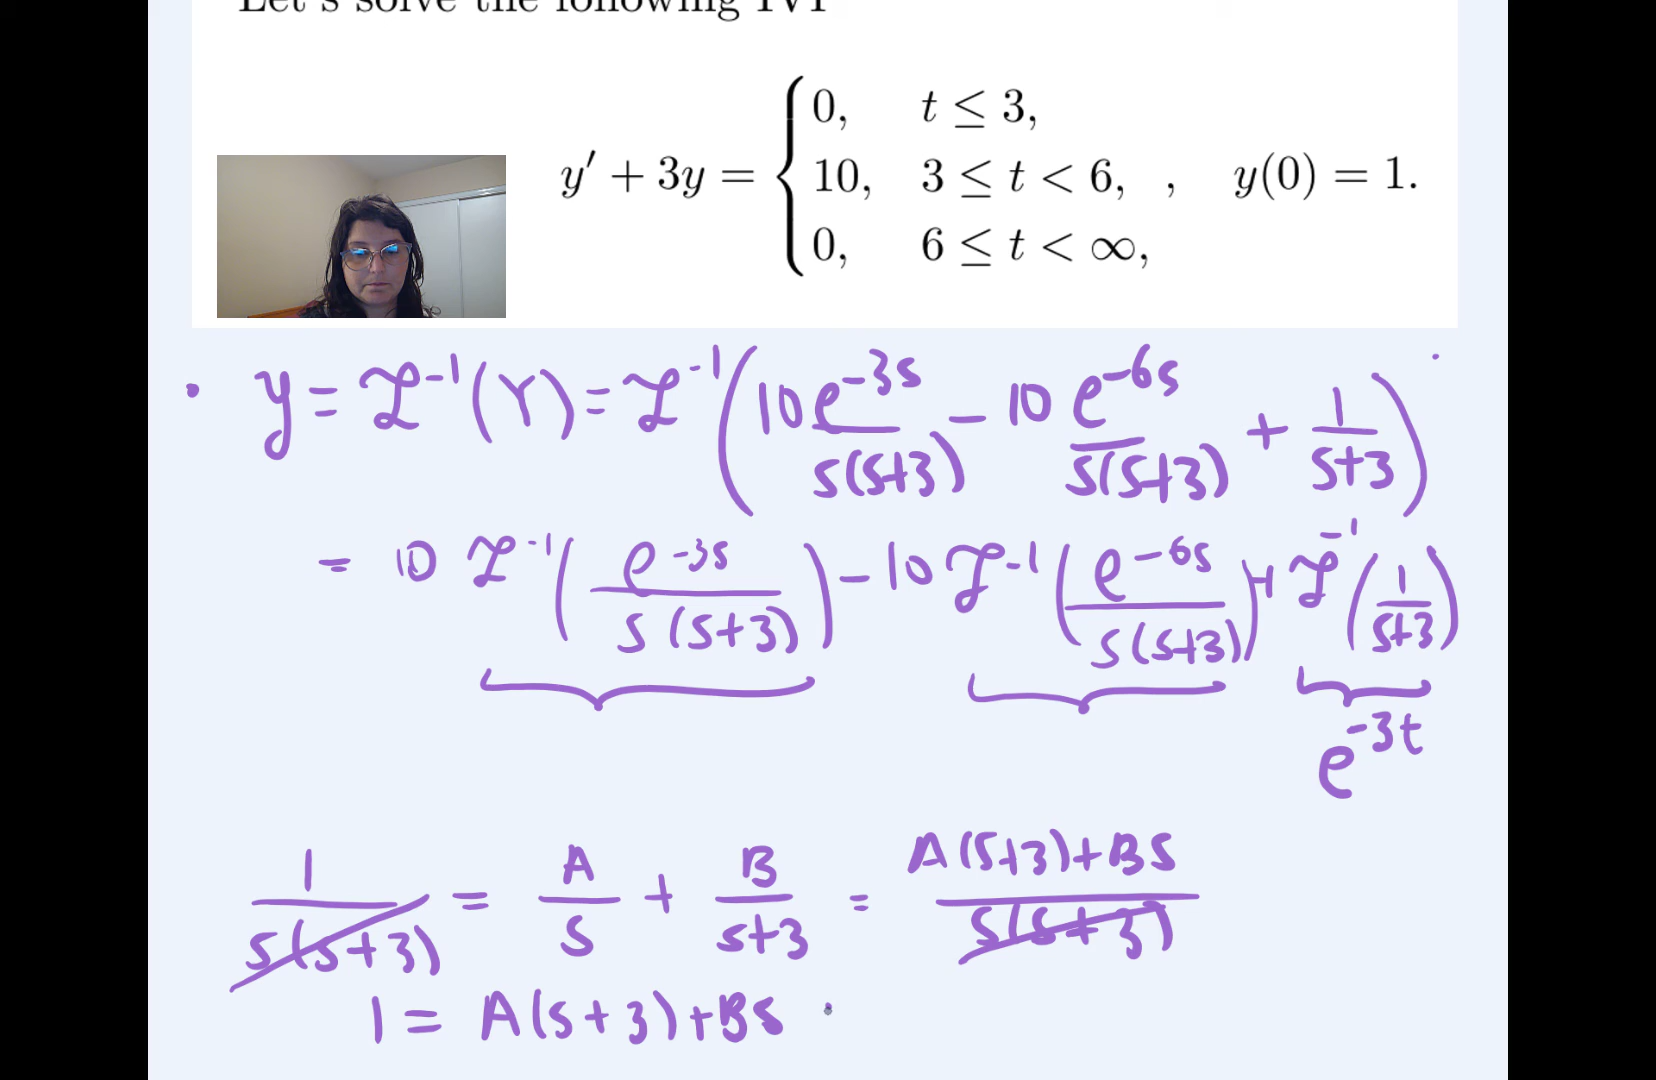 Let's solve the following IVP
y′ + 3y = { 0, t ≤ 3,
10, 3 ≤ t < 6, , y(0) = 1.
0, 6 ≤ t < ∞,
• y = ℒ⁻¹(Y) = ℒ⁻¹(10 e^{-3s}/s(s+3) − 10 e^{-6s}/s(s+3) + 1/s+3)
= 10 ℒ⁻¹(e^{-3s}/s(s+3)) − 10 ℒ⁻¹(e^{-6s}/s(s+3)) + ℒ⁻¹(1/s+3)
e^{-3t}
1/s(s+3) = A/s + B/s+3 = A(s+3)+Bs/s(s+3)
1 = A(s+3)+Bs